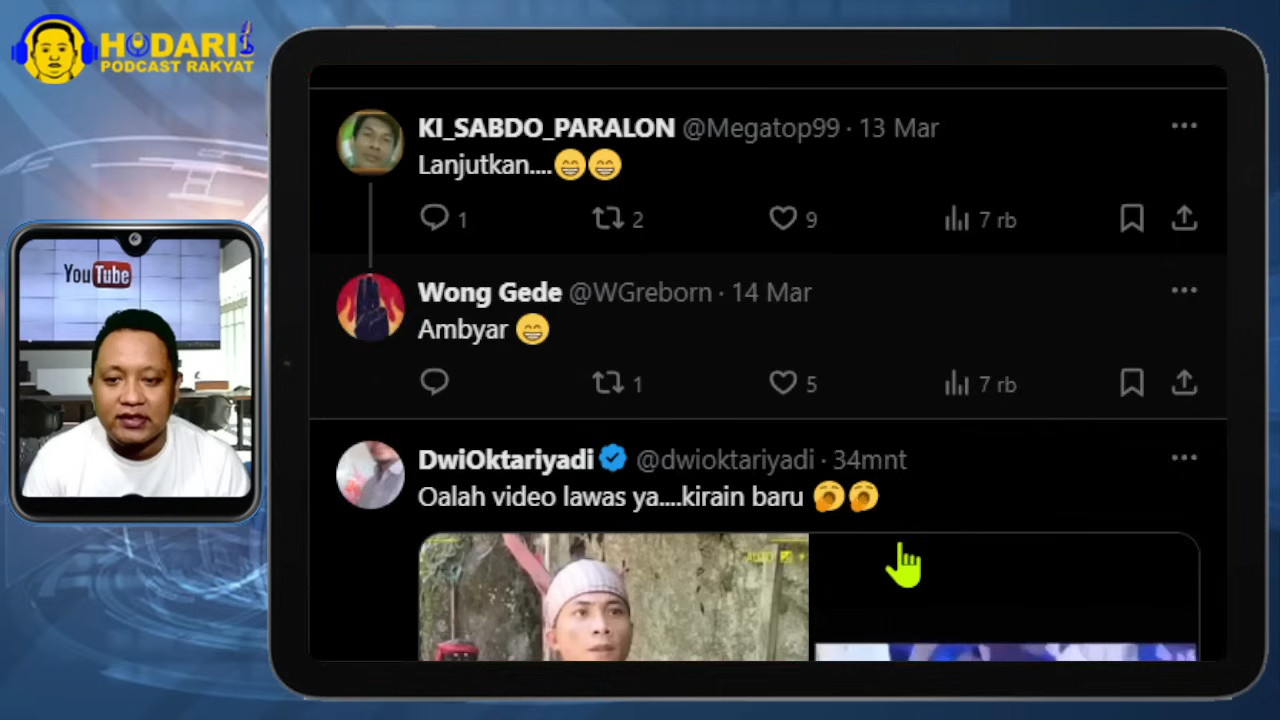 HODARI
PODCAST RAKYAT
YouTube
KI_SABDO_PARALON @Megatop99 · 13 Mar
Lanjutkan....😁😁
1 2 9 7 rb
Wong Gede @WGreborn · 14 Mar
Ambyar 😁
1 5 7 rb
DwiOktariyadi @dwioktariyadi · 34mnt
Oalah video lawas ya....kirain baru 🥱🥱